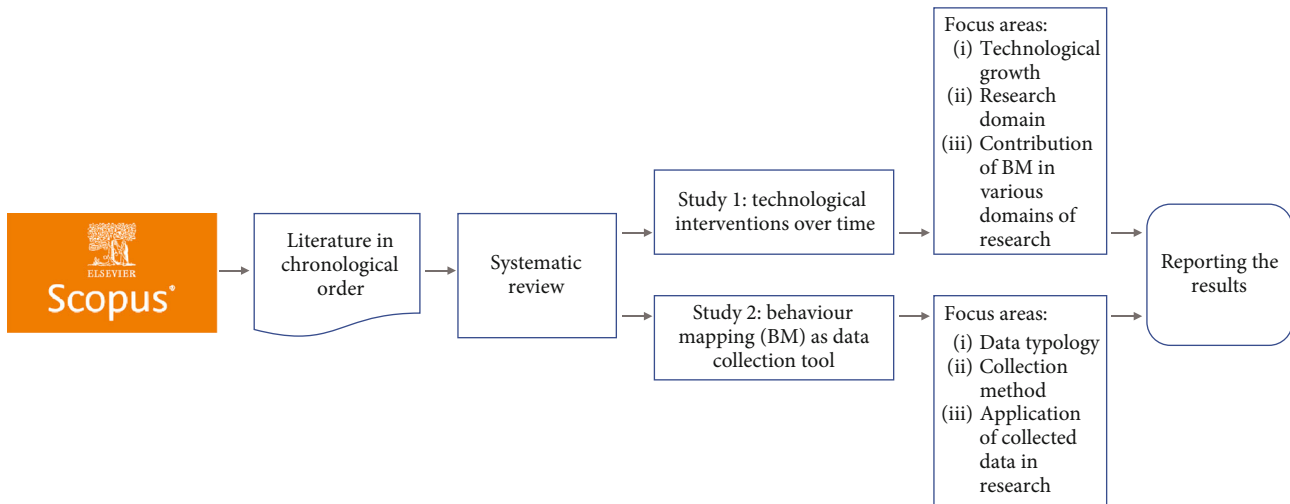 ELSEVIER
Scopus®
Literature in
chronological
order
Systematic
review
Study 1: technological
interventions over time
Study 2: behaviour
mapping (BM) as data
collection tool
Focus areas:
(i) Technological
growth
(ii) Research
domain
(iii) Contribution
of BM in
various
domains of
research
Focus areas:
(i) Data typology
(ii) Collection
method
(iii) Application
of collected
data in
research
Reporting the
results